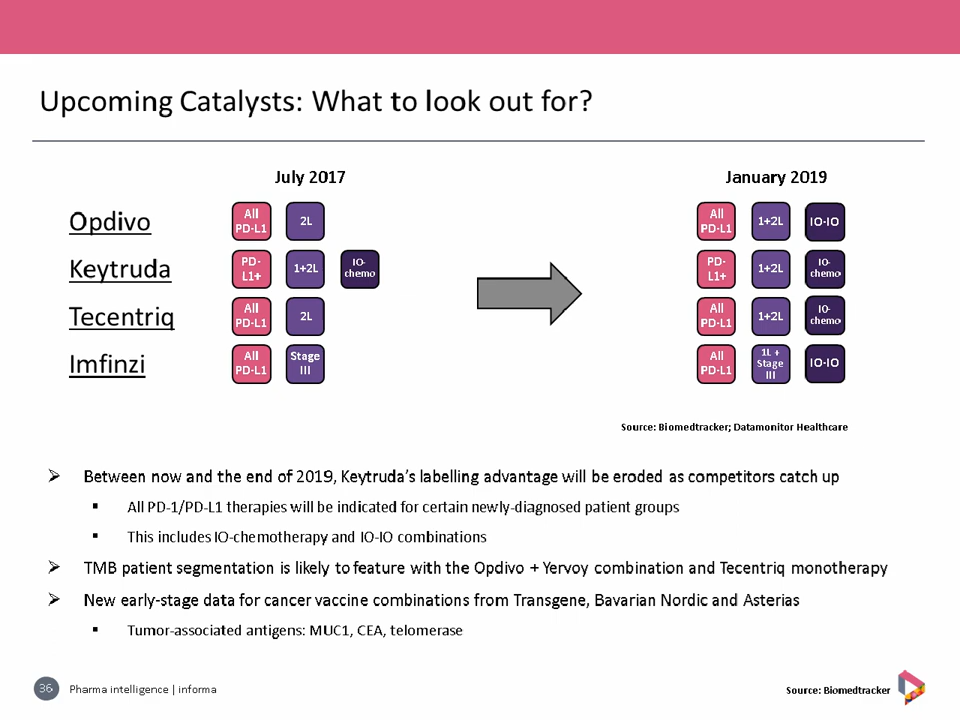 Upcoming Catalysts: What to look out for?
July 2017
January 2019
Opdivo
All PD-L1
2L
All PD-L1
1+2L
IO-IO
Keytruda
PD-L1+
1+2L
IO-chemo
PD-L1+
1+2L
IO-chemo
Tecentriq
All PD-L1
2L
All PD-L1
1+2L
IO-chemo
Imfinzi
All PD-L1
Stage III
All PD-L1
1L + Stage III
IO-IO
Source: Biomedtracker; Datamonitor Healthcare
Between now and the end of 2019, Keytruda's labelling advantage will be eroded as competitors catch up
All PD-1/PD-L1 therapies will be indicated for certain newly-diagnosed patient groups
This includes IO-chemotherapy and IO-IO combinations
TMB patient segmentation is likely to feature with the Opdivo + Yervoy combination and Tecentriq monotherapy
New early-stage data for cancer vaccine combinations from Transgene, Bavarian Nordic and Asterias
Tumor-associated antigens: MUC1, CEA, telomerase
36
Pharma intelligence | informa
Source: Biomedtracker